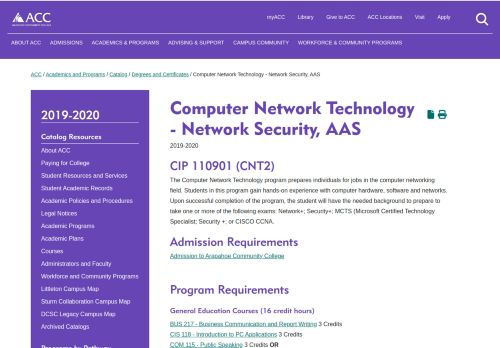 myACC Library Give to ACC ACC Locations Visit Apply
ACC
ABOUT ACC ADMISSIONS ACADEMICS & PROGRAMS ADVISING & SUPPORT CAMPUS COMMUNITY WORKFORCE & COMMUNITY PROGRAMS
ACC / Academics and Programs / Catalog / Degrees and Certificates / Computer Network Technology - Network Security, AAS
2019-2020
Catalog Resources
About ACC
Paying for College
Student Resources and Services
Student Academic Records
Academic Policies and Procedures
Legal Notices
Academic Programs
Academic Plans
Courses
Administrators and Faculty
Workforce and Community Programs
Littleton Campus Map
Sturm Collaboration Campus Map
DCSC Legacy Campus Map
Archived Catalogs
Programs by Pathway
Computer Network Technology
- Network Security, AAS
2019-2020
CIP 110901 (CNT2)
The Computer Network Technology program prepares individuals for jobs in the computer networking
field. Students in this program gain hands-on experience with computer hardware, software and networks.
Upon successful completion of the program, the student will have the needed background to prepare to
take one or more of the following exams: Network+; Security+; MCTS (Microsoft Certified Technology
Specialist; Security +; or CISCO CCNA.
Admission Requirements
Admission to Arapahoe Community College
Program Requirements
General Education Courses (16 credit hours)
BUS 217 - Business Communication and Report Writing 3 Credits
CIS 118 - Introduction to PC Applications 3 Credits
COM 115 - Public Speaking 3 Credits OR